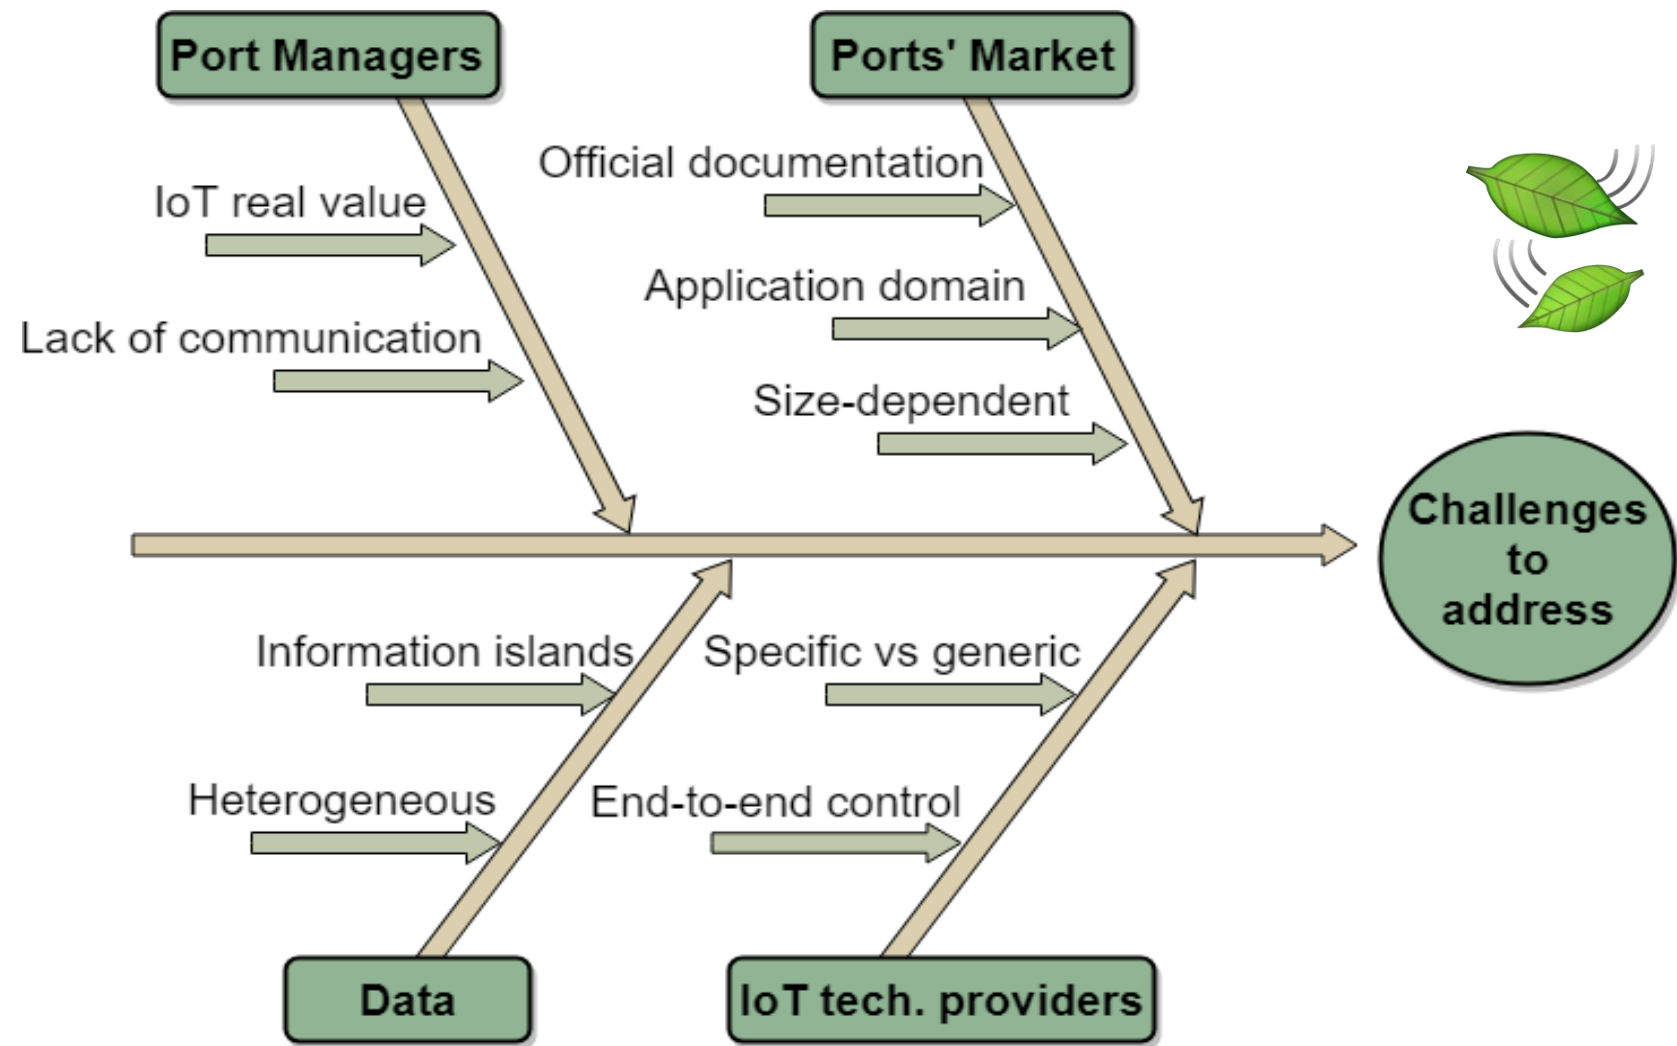 Port Managers
Ports' Market
Official documentation
IoT real value
Application domain
Lack of communication
Size-dependent
Challenges
to
address
Information islands
Specific vs generic
Heterogeneous
End-to-end control
Data
IoT tech. providers